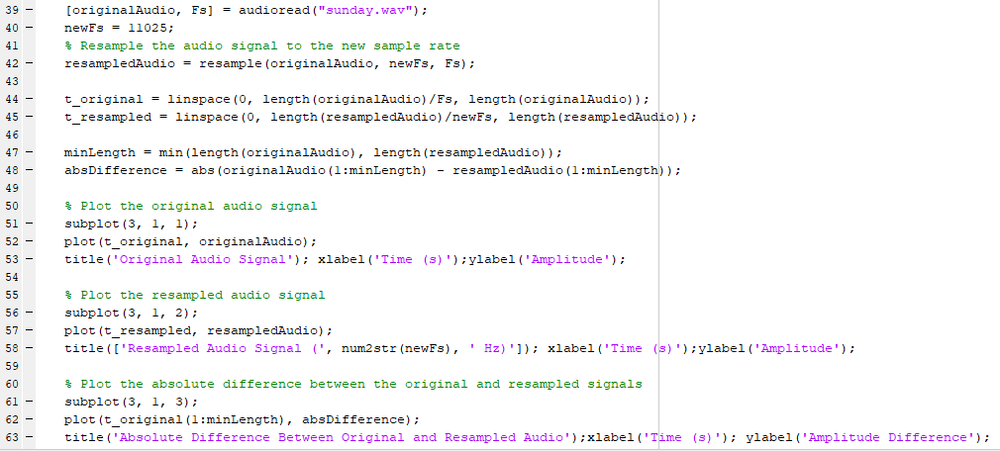 39 – [originalAudio, Fs] = audioread("sunday.wav");
40 – newFs = 11025;
41 % Resample the audio signal to the new sample rate
42 – resampledAudio = resample(originalAudio, newFs, Fs);
43
44 – t_original = linspace(0, length(originalAudio)/Fs, length(originalAudio));
45 – t_resampled = linspace(0, length(resampledAudio)/newFs, length(resampledAudio));
46
47 – minLength = min(length(originalAudio), length(resampledAudio));
48 – absDifference = abs(originalAudio(1:minLength) - resampledAudio(1:minLength));
49
50 % Plot the original audio signal
51 – subplot(3, 1, 1);
52 – plot(t_original, originalAudio);
53 – title('Original Audio Signal'); xlabel('Time (s)');ylabel('Amplitude');
54
55 % Plot the resampled audio signal
56 – subplot(3, 1, 2);
57 – plot(t_resampled, resampledAudio);
58 – title(['Resampled Audio Signal (', num2str(newFs), ' Hz)']); xlabel('Time (s)');ylabel('Amplitude');
59
60 % Plot the absolute difference between the original and resampled signals
61 – subplot(3, 1, 3);
62 – plot(t_original(1:minLength), absDifference);
63 – title('Absolute Difference Between Original and Resampled Audio');xlabel('Time (s)'); ylabel('Amplitude Difference');